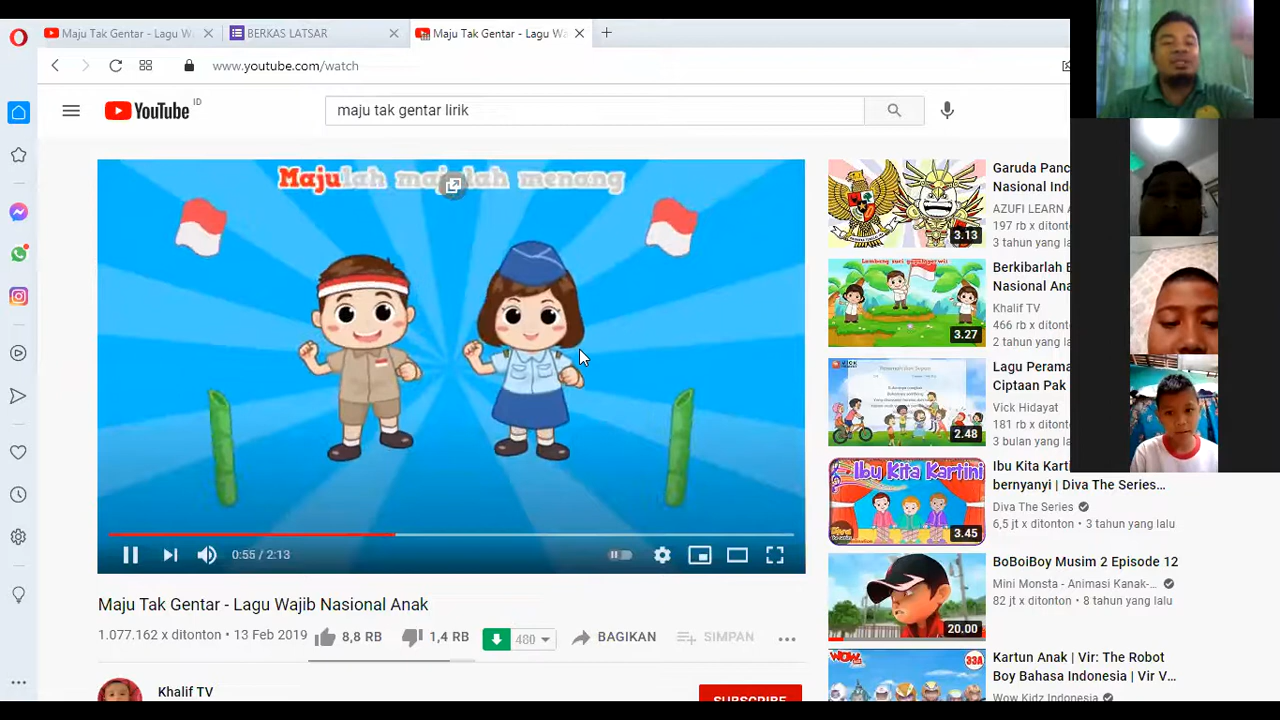 Maju Tak Gentar - Lagu W
BERKAS LATSAR
Maju Tak Gentar - Lagu Wa
www.youtube.com/watch
YouTube ID
maju tak gentar lirik
Majulah majulah menang
0:55 / 2:13
Maju Tak Gentar - Lagu Wajib Nasional Anak
1.077.162 x ditonton • 13 Feb 2019
8,8 RB
1,4 RB
480
BAGIKAN
SIMPAN
Khalif TV
SUBSCRIBE
3.13
Garuda Panc
Nasional Ind
AZUFI LEARN A
197 rb x ditont
3 tahun yang la
3.27
Berkibarlah B
Nasional Ana
Khalif TV
466 rb x ditont
2 tahun yang la
2.48
Lagu Perama
Ciptaan Pak
Vick Hidayat
181 rb x ditont
3 bulan yang la
Ibu Kita Kartini
3.45
Ibu Kita Karti
bernyanyi | Diva The Series...
Diva The Series
6,5 jt x ditonton • 3 tahun yang lalu
20.00
BoBoiBoy Musim 2 Episode 12
Mini Monsta - Animasi Kanak-...
82 jt x ditonton • 8 tahun yang lalu
WOW
33A
Kartun Anak | Vir: The Robot
Boy Bahasa Indonesia | Vir V...
Wow Kidz Indonesia